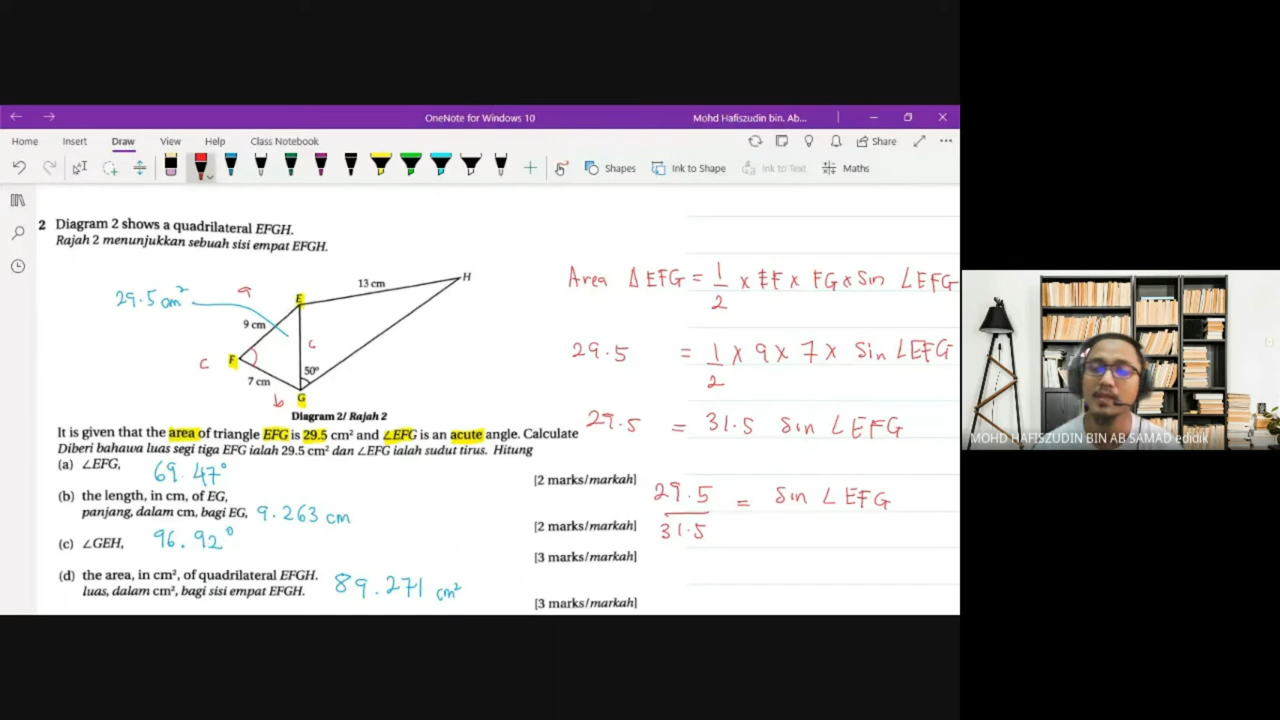 OneNote for Windows 10
Mohd Hafiszudin bin. Ab...
Home Insert Draw View Help Class Notebook
Share
Shapes Ink to Shape Ink to Text Maths
2 Diagram 2 shows a quadrilateral EFGH.
Rajah 2 menunjukkan sebuah sisi empat EFGH.
29.5 cm²
a
E
13 cm
H
9 cm
c
F
c
50°
7 cm
b
G
Diagram 2/ Rajah 2
It is given that the area of triangle EFG is 29.5 cm² and ∠EFG is an acute angle. Calculate
Diberi bahawa luas segi tiga EFG ialah 29.5 cm² dan ∠EFG ialah sudut tirus. Hitung
(a) ∠EFG, 69.47°
[2 marks/markah]
(b) the length, in cm, of EG,
panjang, dalam cm, bagi EG, 9.263 cm
[2 marks/markah]
(c) ∠GEH, 96.92°
[3 marks/markah]
(d) the area, in cm², of quadrilateral EFGH.
luas, dalam cm², bagi sisi empat EFGH. 89.271 cm²
[3 marks/markah]
Area ΔEFG = 1/2 × EF × FG × Sin ∠EFG
29.5 = 1/2 × 9 × 7 × Sin ∠EFG
29.5 = 31.5 Sin ∠EFG
29.5/31.5 = Sin ∠EFG
MOHD HAFISZUDIN BIN AB SAMAD edidik